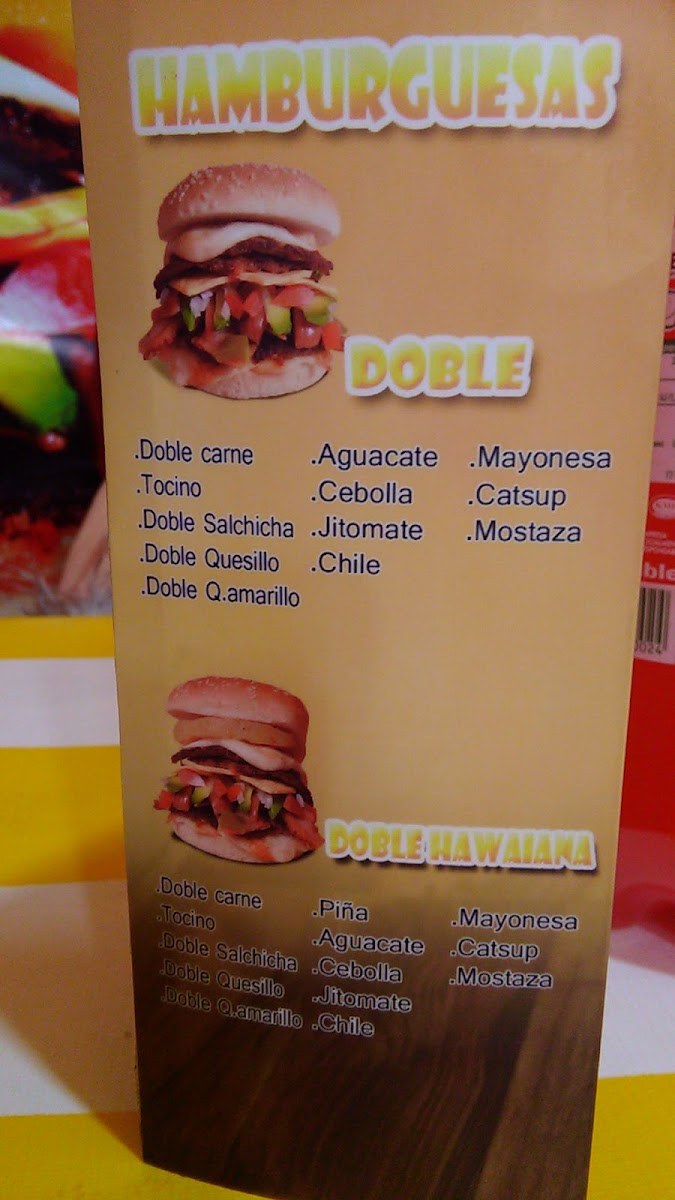 HAMBURGUESAS
DOBLE
.Doble carne
.Tocino
.Doble Salchicha
.Doble Quesillo
.Doble Q.amarillo
.Aguacate
.Cebolla
.Jitomate
.Chile
.Mayonesa
.Catsup
.Mostaza
DOBLE HAWAIANA
.Doble carne
.Tocino
.Doble Salchicha
.Doble Quesillo
.Doble Q.amarillo
.Piña
.Aguacate
.Cebolla
.Jitomate
.Chile
.Mayonesa
.Catsup
.Mostaza